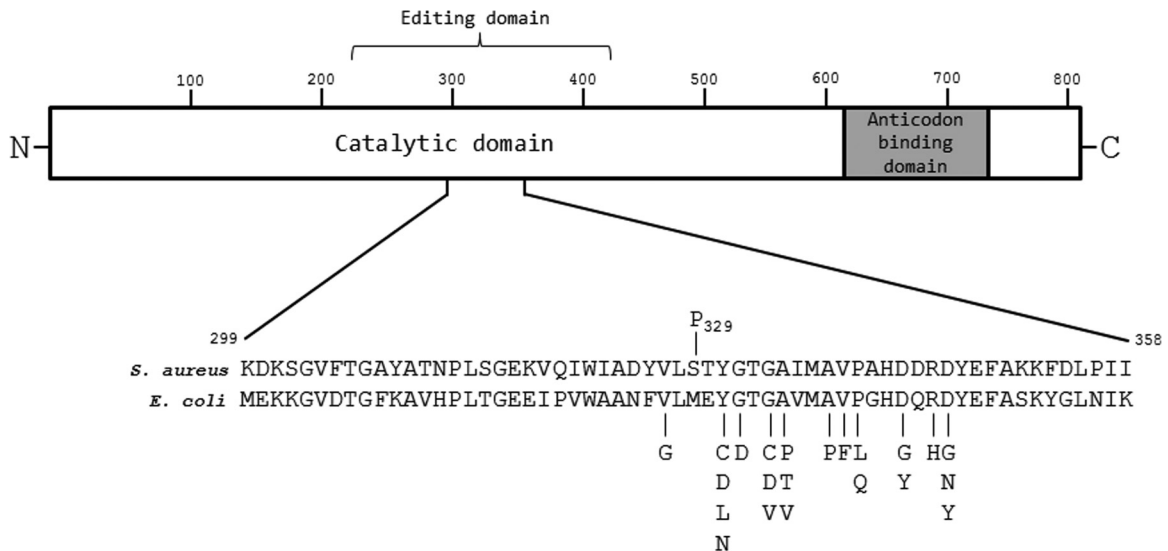 Editing domain
100 200 300 400 500 600 700 800
N Catalytic domain Anticodon binding domain C
P329
299 358
S. aureus KDKSGVFTGAYATNPLSGEKVQIWIADYVLSTYGTGAIMAVPAHDDRDYEFAKKFDLPII
E. coli MEKKGVDTGFKAVHPLTGEEIPVWAANFVLMEYGTGAVMAVPGHDQRDYEFASKYGLNIK
G C D C P P F L G H G
D D T Q Y N
L V V Y
N